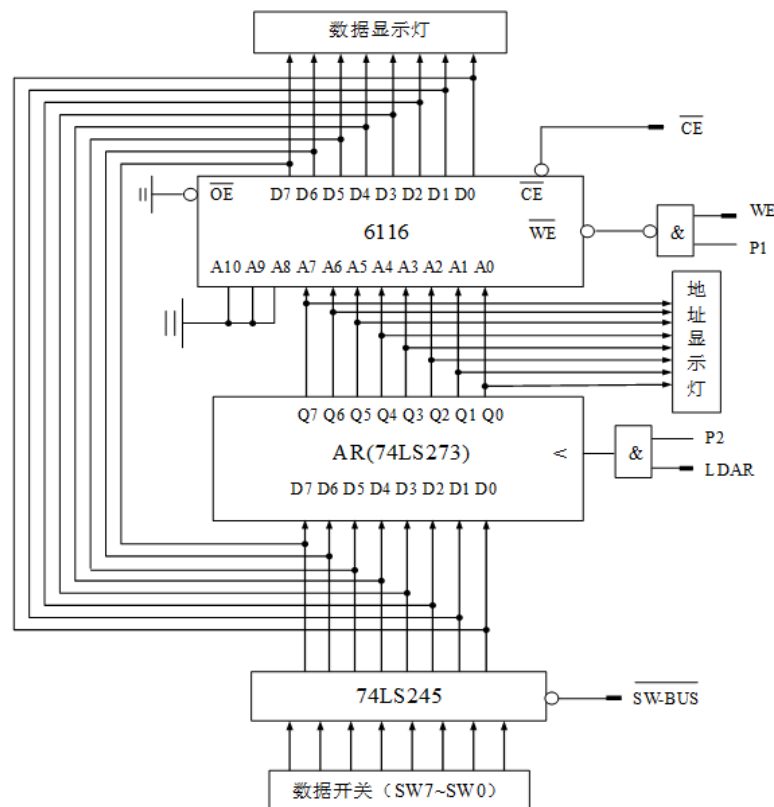 数据显示灯
CE
OE D7 D6 D5 D4 D3 D2 D1 D0 CE
6116 WE
& WE
P1
A10 A9 A8 A7 A6 A5 A4 A3 A2 A1 A0
地址显示灯
Q7 Q6 Q5 Q4 Q3 Q2 Q1 Q0
AR(74LS273) <
& P2
LDAR
D7 D6 D5 D4 D3 D2 D1 D0
74LS245
SW-BUS
数据开关（SW7~SW0）